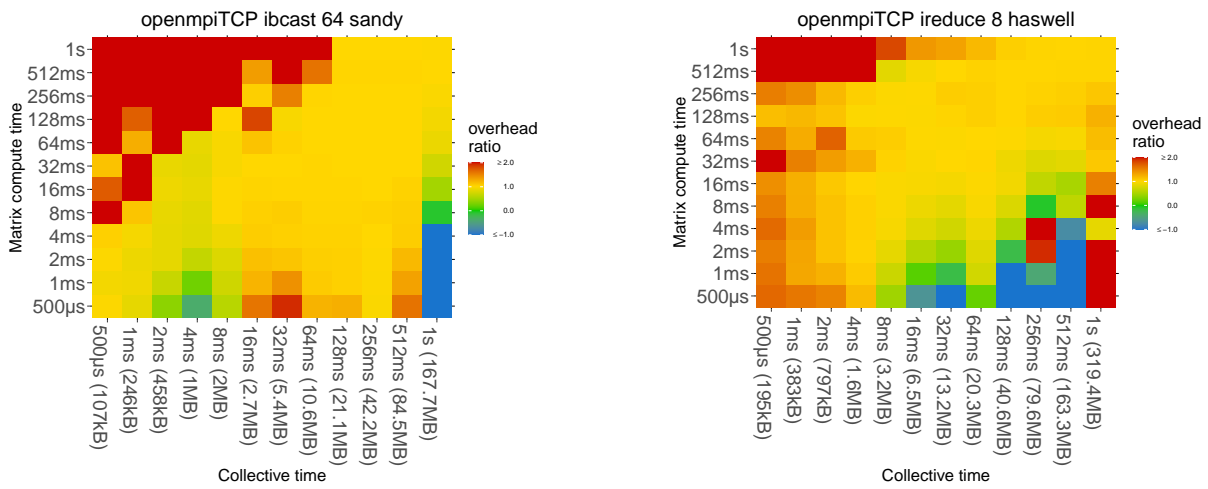 openmpiTCP ibcast 64 sandy
1s
512ms
256ms
128ms
64ms
32ms
16ms
8ms
4ms
2ms
1ms
500µs
Matrix compute time
500µs (107kB)
1ms (246kB)
2ms (458kB)
4ms (1MB)
8ms (2MB)
16ms (2.7MB)
32ms (5.4MB)
64ms (10.6MB)
128ms (21.1MB)
256ms (42.2MB)
512ms (84.5MB)
1s (167.7MB)
Collective time
overhead
ratio
≥ 2.0
1.0
0.0
≤ −1.0
openmpiTCP ireduce 8 haswell
1s
512ms
256ms
128ms
64ms
32ms
16ms
8ms
4ms
2ms
1ms
500µs
Matrix compute time
500µs (195kB)
1ms (383kB)
2ms (797kB)
4ms (1.6MB)
8ms (3.2MB)
16ms (6.5MB)
32ms (13.2MB)
64ms (20.3MB)
128ms (40.6MB)
256ms (79.6MB)
512ms (163.3MB)
1s (319.4MB)
Collective time
overhead
ratio
≥ 2.0
1.0
0.0
≤ −1.0